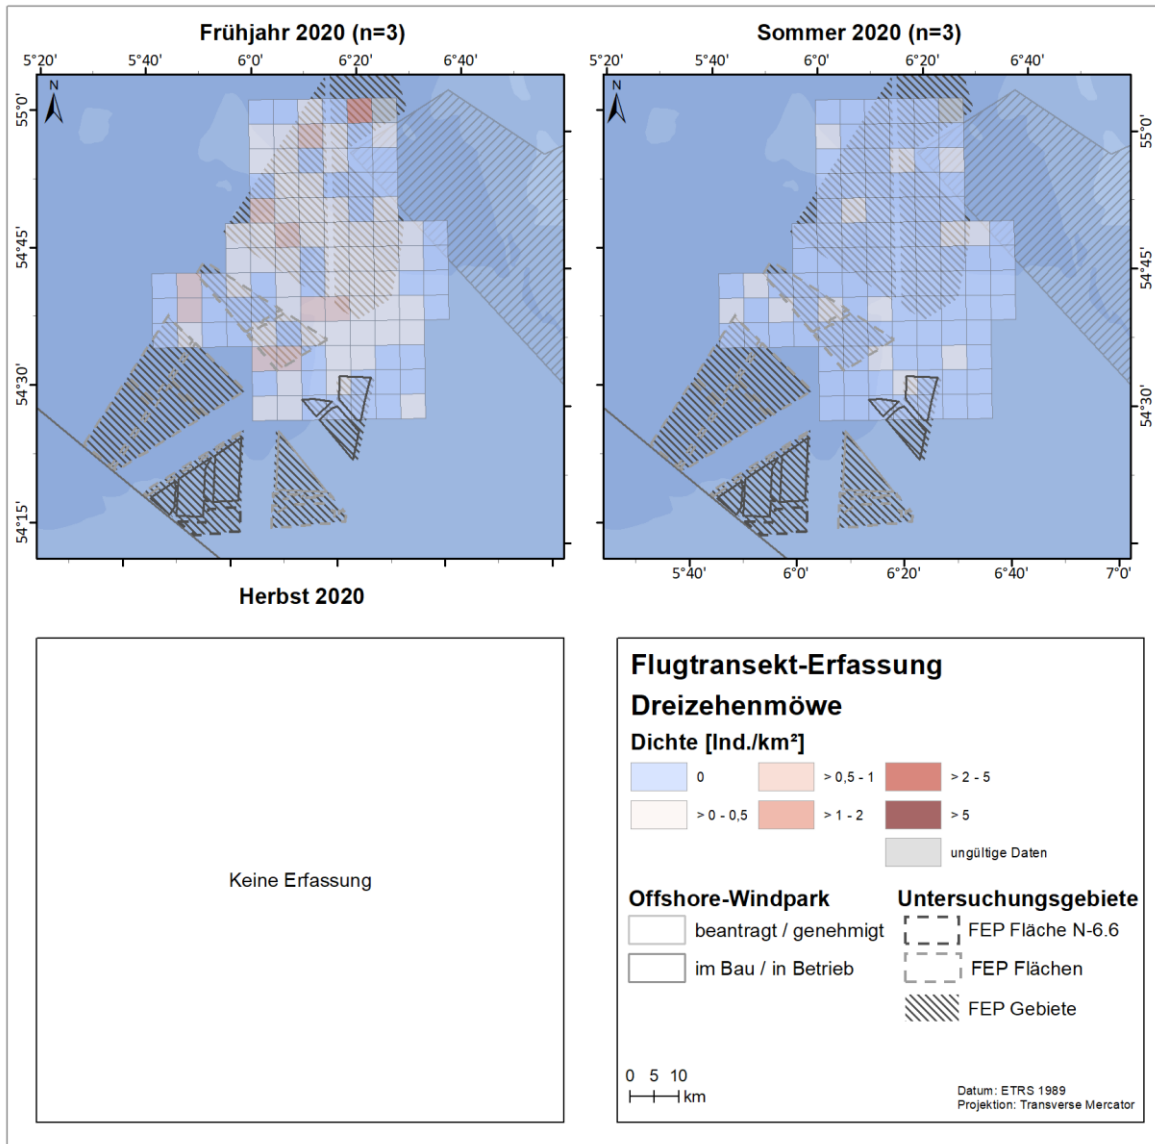 Frühjahr 2020 (n=3)
Sommer 2020 (n=3)
5°20' 5°40' 6°0' 6°20' 6°40'
5°40' 6°0' 6°20' 6°40'
N
N
55°0'
54°45'
54°30'
54°15'
55°0'
54°45'
54°30'
5°40' 6°0' 6°20' 6°40' 7°0'
Herbst 2020
Keine Erfassung
Flugtransekt-Erfassung
Dreizehenmöwe
Dichte [Ind./km²]
0
> 0,5 - 1
> 2 - 5
> 0 - 0,5
> 1 - 2
> 5
ungültige Daten
Offshore-Windpark
beantragt / genehmigt
im Bau / in Betrieb
Untersuchungsgebiete
FEP Fläche N-6.6
FEP Flächen
FEP Gebiete
0 5 10
km
Datum: ETRS 1989
Projektion: Transverse Mercator